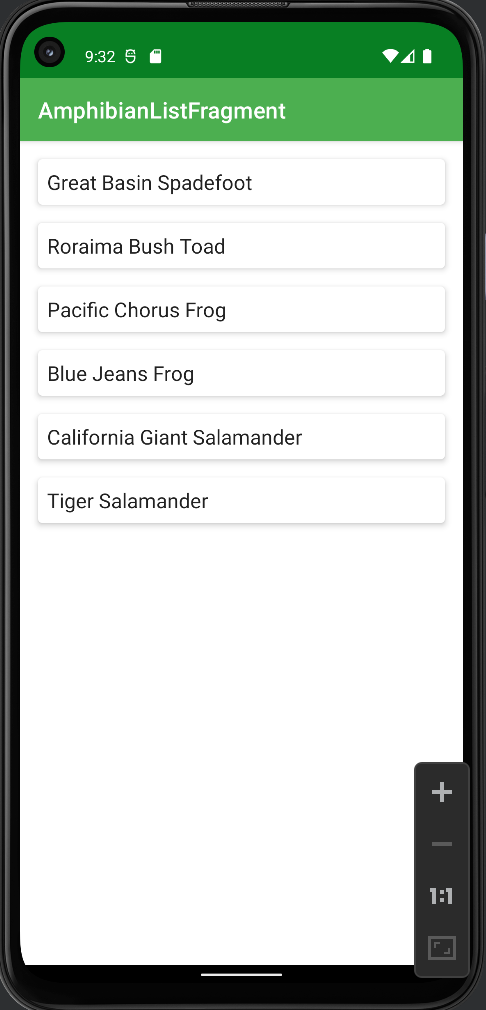 9:32
AmphibianListFragment
Great Basin Spadefoot
Roraima Bush Toad
Pacific Chorus Frog
Blue Jeans Frog
California Giant Salamander
Tiger Salamander
1:1